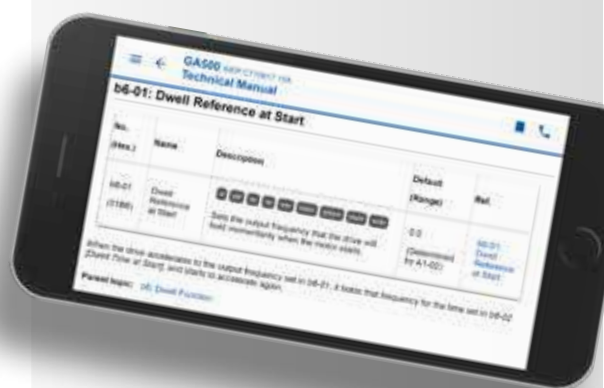 GA500
Technical Manual
b6-01: Dwell Reference at Start
No.
(Hex.)
Name
Description
Default
(Range)
Ref.
b6-01
Dwell
Reference
at Start
Sets the output frequency that the drive will
hold momentarily when the motor starts.
0.0
(Determined
by A1-02)
b6-01
Dwell
Reference
at Start
When the drive accelerates to the output frequency set in b6-01, it holds that frequency for the time set in b6-02
[Dwell Time at Start] and starts to accelerate again.
Parent topic: b6: Dwell Function